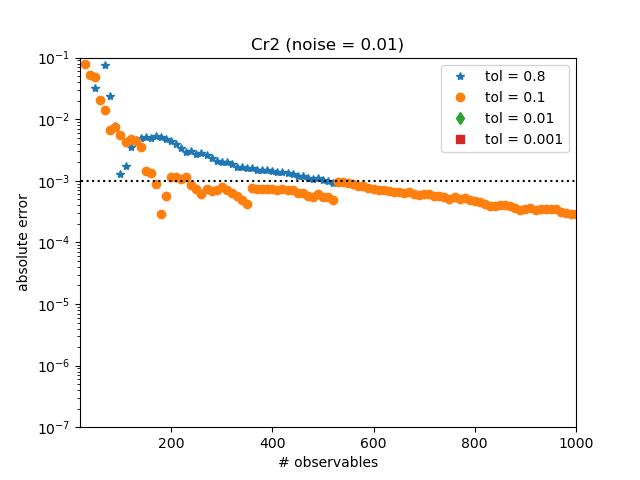 Cr2 (noise = 0.01)
tol = 0.8
tol = 0.1
tol = 0.01
tol = 0.001
absolute error
10⁻¹
10⁻²
10⁻³
10⁻⁴
10⁻⁵
10⁻⁶
10⁻⁷
200 400 600 800 1000
# observables